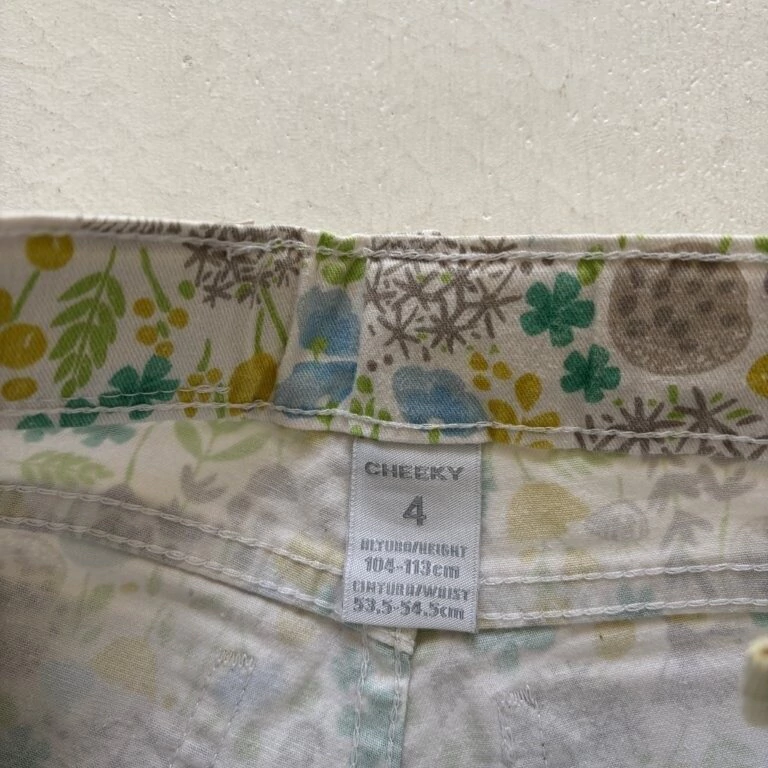 CHEEKY
4
ALTURA/HEIGHT
104-113cm
CINTURA/WAIST
53,5-54,5cm